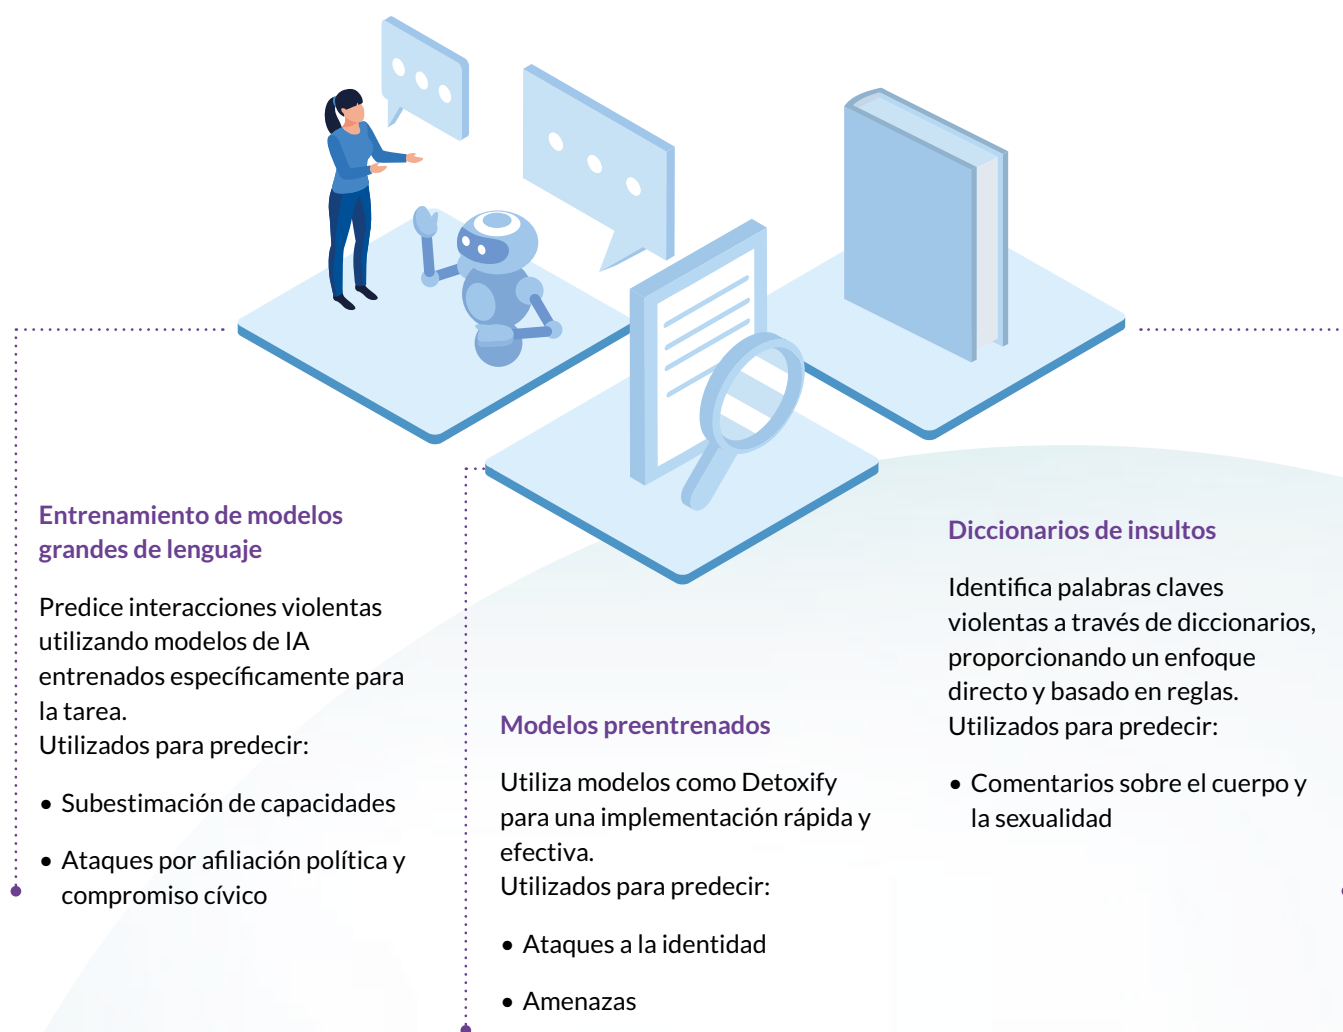 Entrenamiento de modelos
grandes de lenguaje
Predice interacciones violentas
utilizando modelos de IA
entrenados específicamente para
la tarea.
Utilizados para predecir:
• Subestimación de capacidades
• Ataques por afiliación política y
compromiso cívico
Modelos preentrenados
Utiliza modelos como Detoxify
para una implementación rápida y
efectiva.
Utilizados para predecir:
• Ataques a la identidad
• Amenazas
Diccionarios de insultos
Identifica palabras claves
violentas a través de diccionarios,
proporcionando un enfoque
directo y basado en reglas.
Utilizados para predecir:
• Comentarios sobre el cuerpo y
la sexualidad